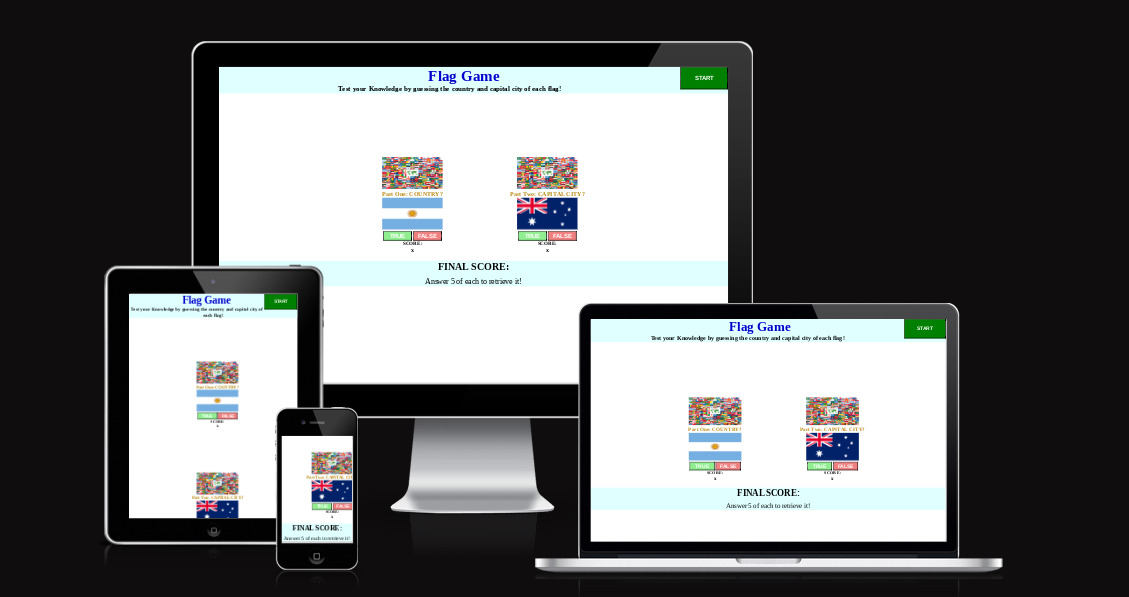 Flag Game
START
Test your Knowledge by guessing the country and capital city of each flag!
Part One: COUNTRY?
Part Two: CAPITAL CITY?
TRUE FALSE
TRUE FALSE
SCORE:
SCORE:
x
x
FINAL SCORE:
Answer 5 of each to retrieve it!
Flag Game
START
Test your Knowledge by guessing the country and capital city of
each flag!
Part One: COUNTRY?
TRUE FALSE
SCORE:
x
Part Two: CAPITAL CITY?
Part Two: CAPITAL CI
TRUE FALSE
SCORE:
x
FINAL SCORE:
Answer 5 of each to retrieve it!
Flag Game
START
Test your Knowledge by guessing the country and capital city of each flag!
Part One: COUNTRY?
Part Two: CAPITAL CITY?
TRUE FALSE
TRUE FALSE
SCORE:
SCORE:
x
x
FINAL SCORE:
Answer 5 of each to retrieve it!